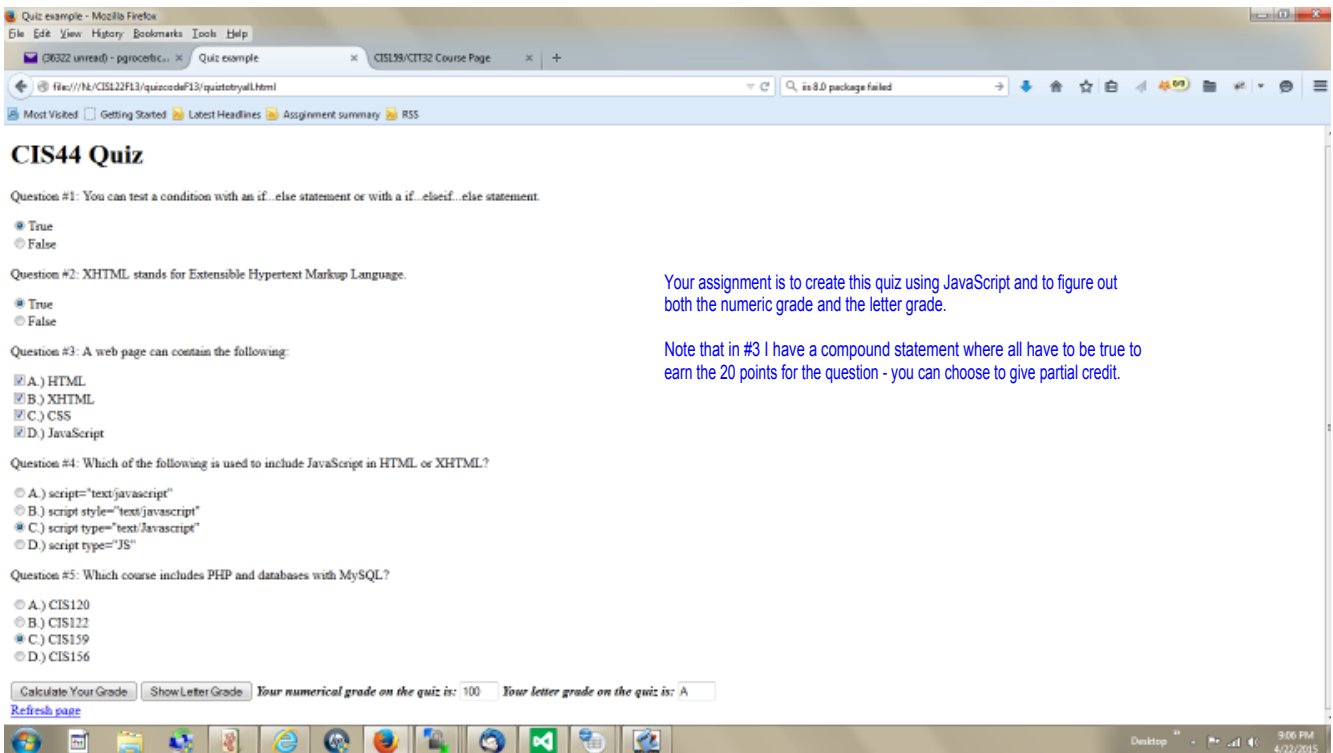 Quiz example - Mozilla Firefox
File Edit View History Bookmarks Tools Help
(36322 unread) - pgrocerbc... × Quiz example × CIS159/CIT32 Course Page × +
file:///N:/CIS122F13/quizcodeF13/quiztotryall.html iis 8.0 package failed
Most Visited Getting Started Latest Headlines Assginment summary RSS
CIS44 Quiz
Question #1: You can test a condition with an if...else statement or with a if...elseif...else statement.
True
False
Question #2: XHTML stands for Extensible Hypertext Markup Language.
True
False
Your assignment is to create this quiz using JavaScript and to figure out
both the numeric grade and the letter grade.
Note that in #3 I have a compound statement where all have to be true to
earn the 20 points for the question - you can choose to give partial credit.
Question #3: A web page can contain the following:
A.) HTML
B.) XHTML
C.) CSS
D.) JavaScript
Question #4: Which of the following is used to include JavaScript in HTML or XHTML?
A.) script="text/javascript"
B.) script style="text/javascript"
C.) script type="text/Javascript"
D.) script type="JS"
Question #5: Which course includes PHP and databases with MySQL?
A.) CIS120
B.) CIS122
C.) CIS159
D.) CIS156
Calculate Your Grade Show Letter Grade Your numerical grade on the quiz is: 100 Your letter grade on the quiz is: A
Refresh page
Desktop 9:06 PM
4/22/2015